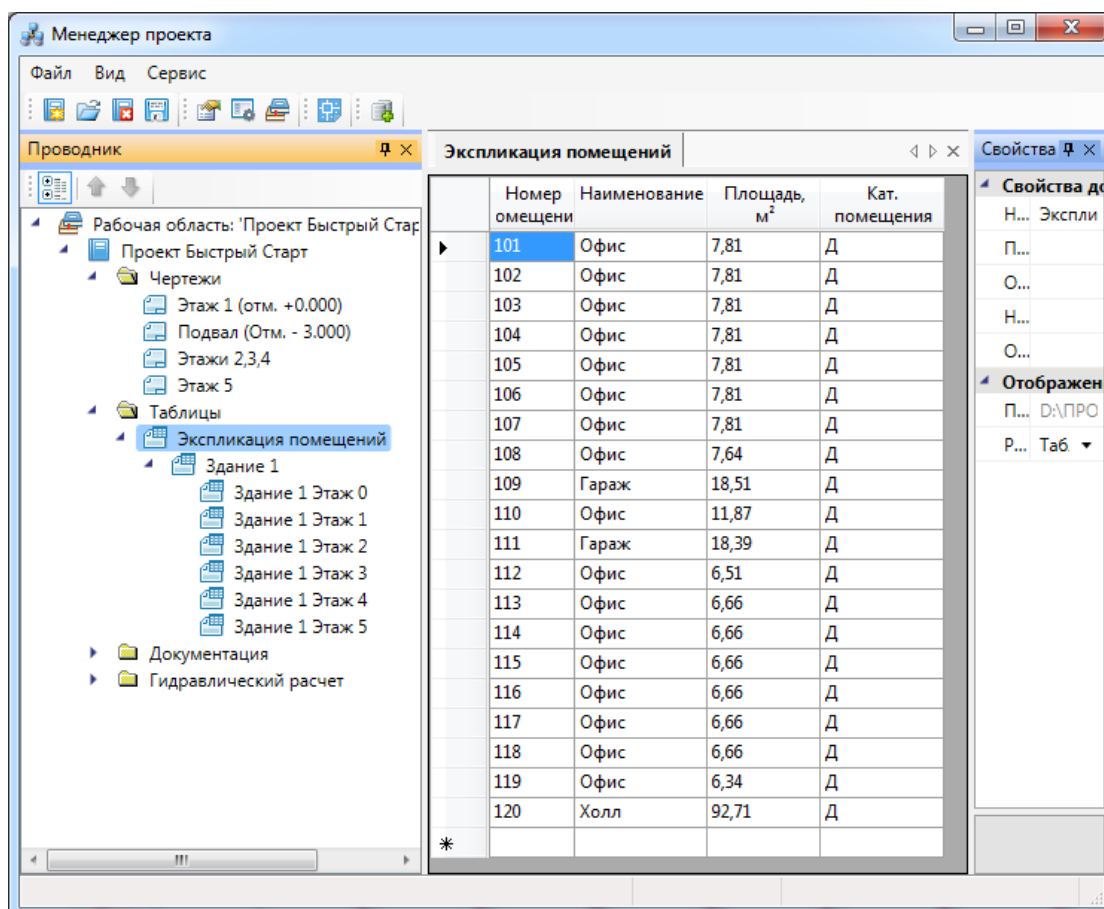 Менеджер проекта
Файл Вид Сервис
Проводник
Рабочая область: 'Проект Быстрый Стар
Проект Быстрый Старт
Чертежи
Этаж 1 (отм. +0.000)
Подвал (Отм. - 3.000)
Этажи 2,3,4
Этаж 5
Таблицы
Экспликация помещений
Здание 1
Здание 1 Этаж 0
Здание 1 Этаж 1
Здание 1 Этаж 2
Здание 1 Этаж 3
Здание 1 Этаж 4
Здание 1 Этаж 5
Документация
Гидравлический расчет
Экспликация помещений
Номер Наименование Площадь, Кат.
омещени м² помещения
101 Офис 7,81 Д
102 Офис 7,81 Д
103 Офис 7,81 Д
104 Офис 7,81 Д
105 Офис 7,81 Д
106 Офис 7,81 Д
107 Офис 7,81 Д
108 Офис 7,64 Д
109 Гараж 18,51 Д
110 Офис 11,87 Д
111 Гараж 18,39 Д
112 Офис 6,51 Д
113 Офис 6,66 Д
114 Офис 6,66 Д
115 Офис 6,66 Д
116 Офис 6,66 Д
117 Офис 6,66 Д
118 Офис 6,66 Д
119 Офис 6,34 Д
120 Холл 92,71 Д
Свойства
Свойства до
Н... Экспли
П...
О...
Н...
О...
Отображен
П... D:\ПРО
Р... Таб.